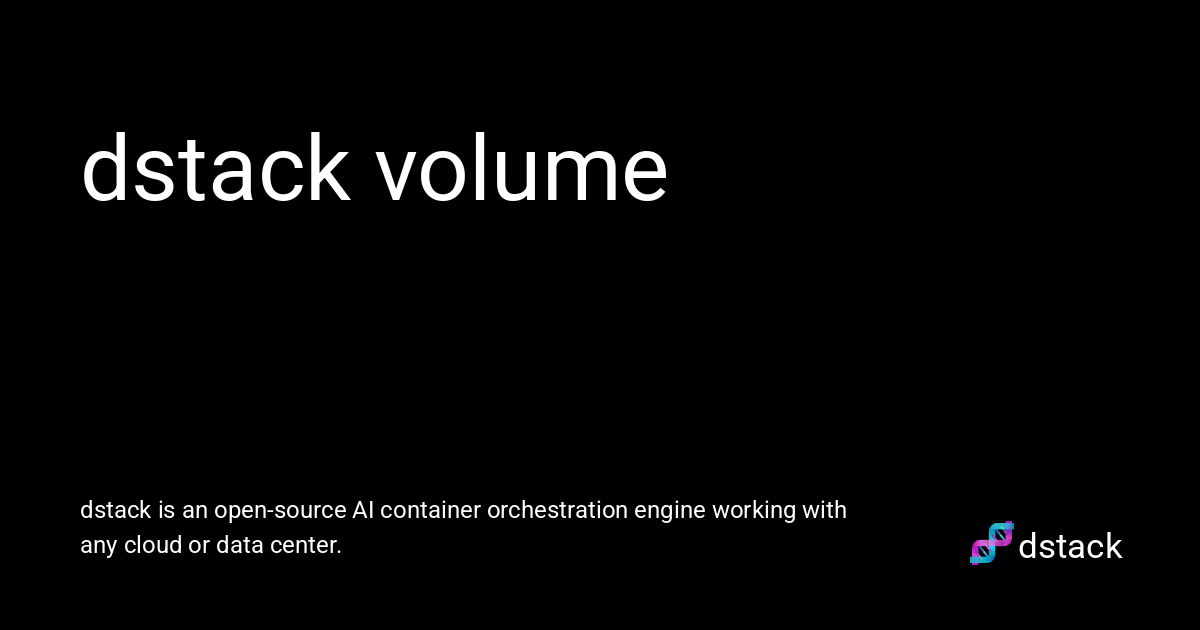 dstack volume
dstack is an open-source AI container orchestration engine working with
any cloud or data center.
dstack